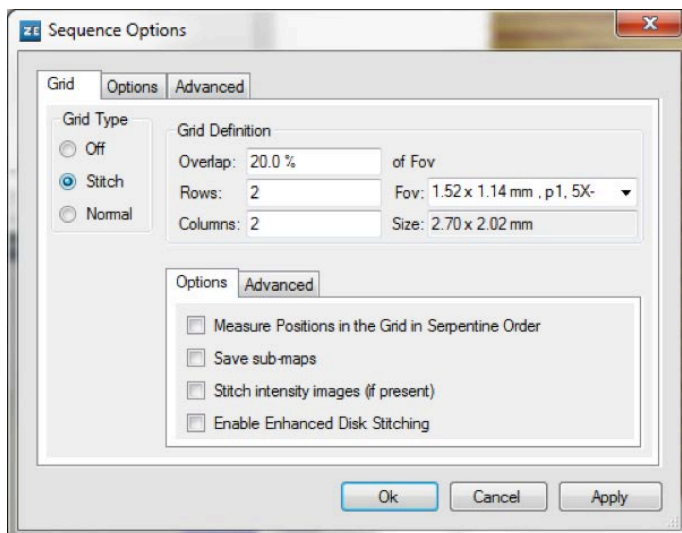 ZE Sequence Options
Grid Options Advanced
Grid Type
Off
Stitch
Normal
Grid Definition
Overlap: 20.0 % of Fov
Rows: 2 Fov: 1.52 x 1.14 mm , p1, 5X-
Columns: 2 Size: 2.70 x 2.02 mm
Options Advanced
Measure Positions in the Grid in Serpentine Order
Save sub-maps
Stitch intensity images (if present)
Enable Enhanced Disk Stitching
Ok Cancel Apply